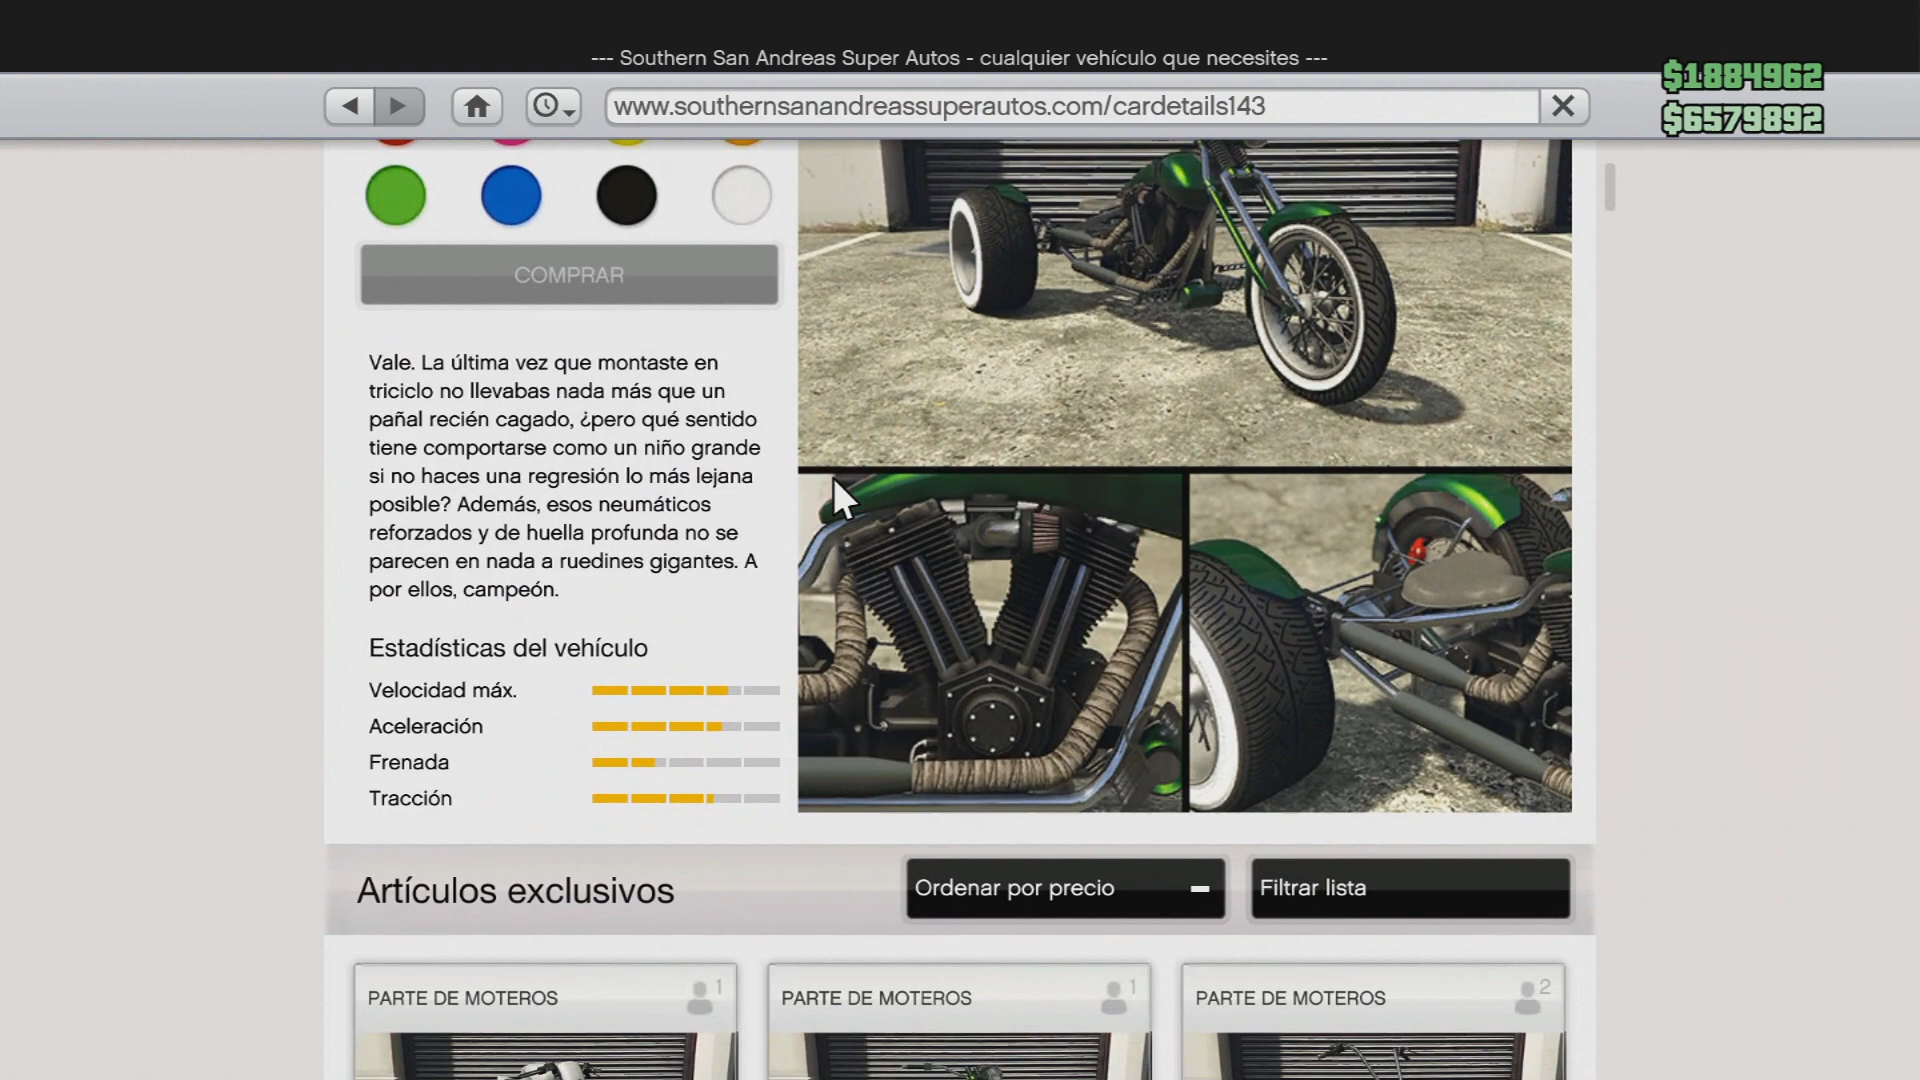 --- Southern San Andreas Super Autos - cualquier vehículo que necesites ---
$1884962
www.southernsanandreassuperautos.com/cardetails143
$6579892
COMPRAR
Vale. La última vez que montaste en
triciclo no llevabas nada más que un
pañal recién cagado, ¿pero qué sentido
tiene comportarse como un niño grande
si no haces una regresión lo más lejana
posible? Además, esos neumáticos
reforzados y de huella profunda no se
parecen en nada a ruedines gigantes. A
por ellos, campeón.
Estadísticas del vehículo
Velocidad máx.
Aceleración
Frenada
Tracción
Artículos exclusivos
Ordenar por precio
Filtrar lista
PARTE DE MOTEROS 1
PARTE DE MOTEROS 1
PARTE DE MOTEROS 2